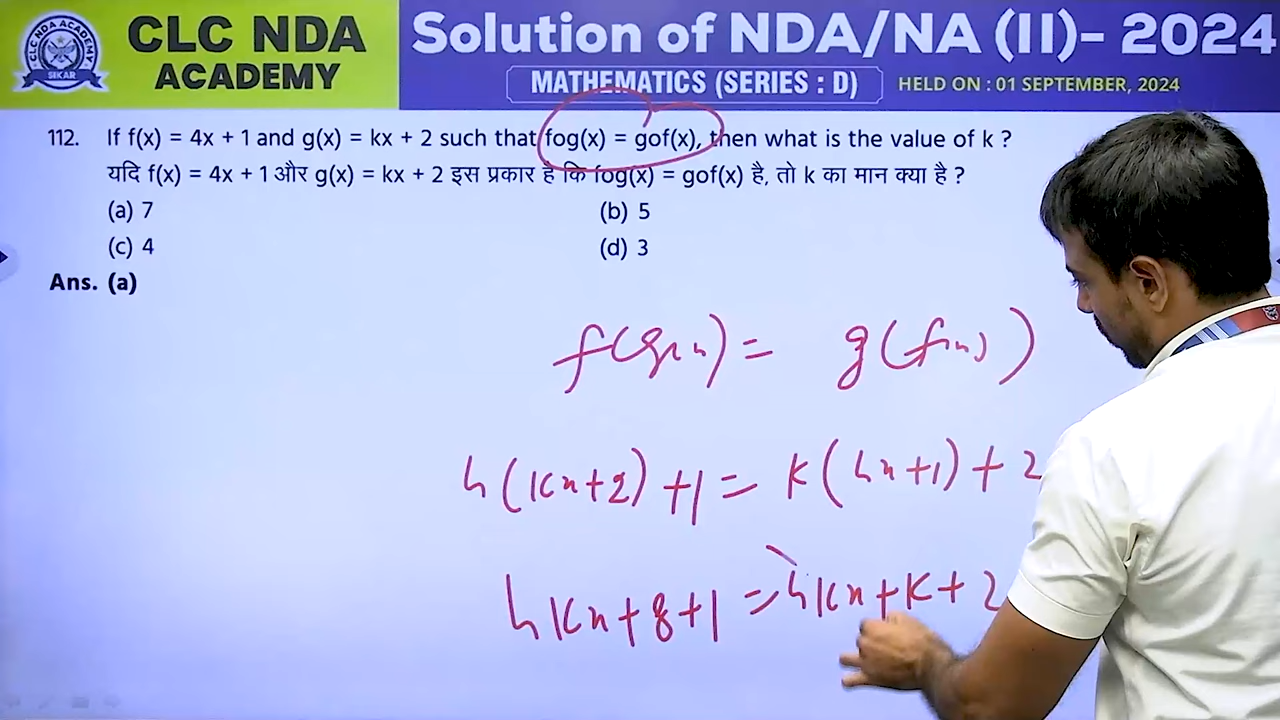 CLC NDA ACADEMY
SIKAR
CLC NDA
ACADEMY
Solution of NDA/NA (II)- 2024
MATHEMATICS (SERIES : D)
HELD ON : 01 SEPTEMBER, 2024
112. If f(x) = 4x + 1 and g(x) = kx + 2 such that fog(x) = gof(x), then what is the value of k ?
यदि f(x) = 4x + 1 और g(x) = kx + 2 इस प्रकार है कि fog(x) = gof(x) है, तो k का मान क्या है ?
(a) 7 (b) 5
(c) 4 (d) 3
Ans. (a)
f(g(x)) = g(f(x))
4(kx+2)+1 = k(4x+1)+2
4kx+8+1 = 4kx+k+2